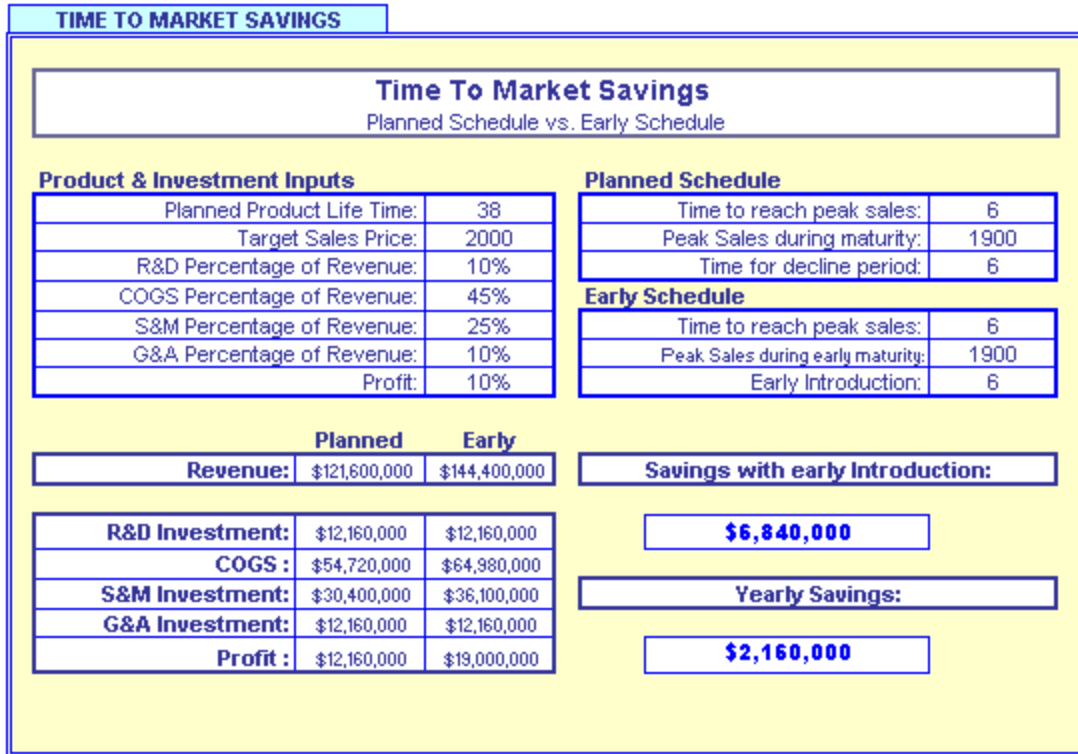 TIME TO MARKET SAVINGS
Time To Market Savings
Planned Schedule vs. Early Schedule
Product & Investment Inputs
Planned Product Life Time: 38
Target Sales Price: 2000
R&D Percentage of Revenue: 10%
COGS Percentage of Revenue: 45%
S&M Percentage of Revenue: 25%
G&A Percentage of Revenue: 10%
Profit: 10%
Planned Schedule
Time to reach peak sales: 6
Peak Sales during maturity: 1900
Time for decline period: 6
Early Schedule
Time to reach peak sales: 6
Peak Sales during early maturity: 1900
Early Introduction: 6
Planned Early
Revenue: $121,600,000 $144,400,000
R&D Investment: $12,160,000 $12,160,000
COGS : $54,720,000 $64,980,000
S&M Investment: $30,400,000 $36,100,000
G&A Investment: $12,160,000 $12,160,000
Profit : $12,160,000 $19,000,000
Savings with early Introduction:
$6,840,000
Yearly Savings:
$2,160,000